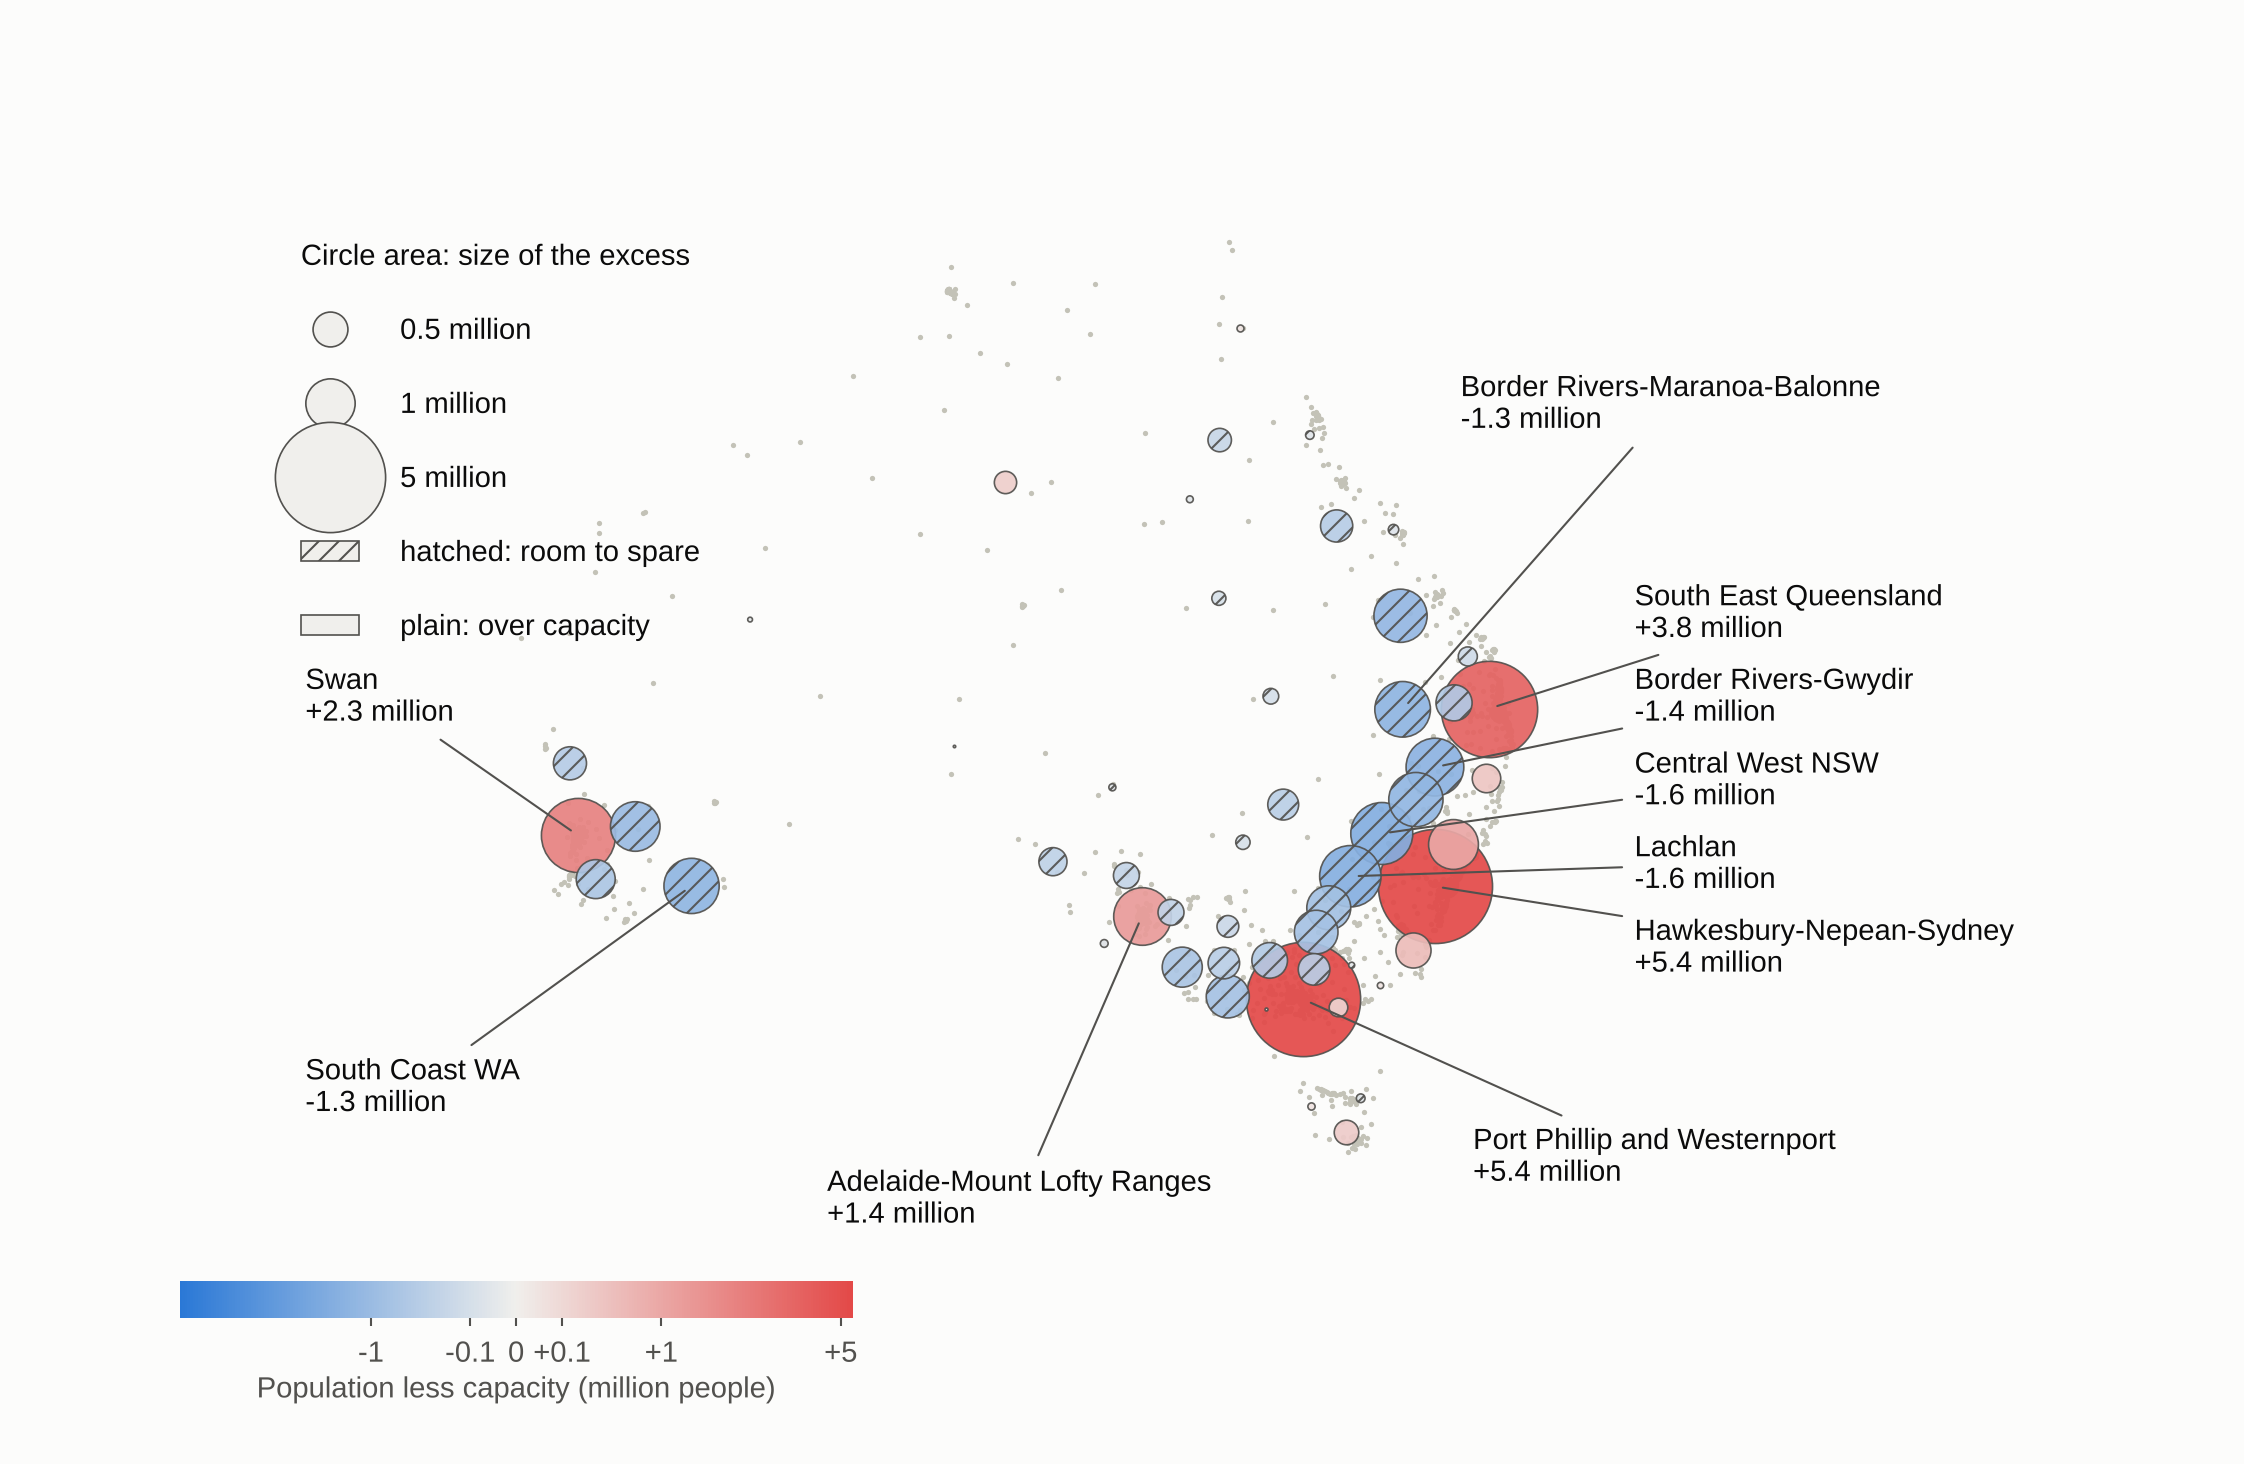 Circle area: size of the excess
0.5 million
1 million
5 million
hatched: room to spare
plain: over capacity
Swan
+2.3 million
South Coast WA
-1.3 million
Adelaide-Mount Lofty Ranges
+1.4 million
Border Rivers-Maranoa-Balonne
-1.3 million
South East Queensland
+3.8 million
Border Rivers-Gwydir
-1.4 million
Central West NSW
-1.6 million
Lachlan
-1.6 million
Hawkesbury-Nepean-Sydney
+5.4 million
Port Phillip and Westernport
+5.4 million
-1 -0.1 0 +0.1 +1 +5
Population less capacity (million people)